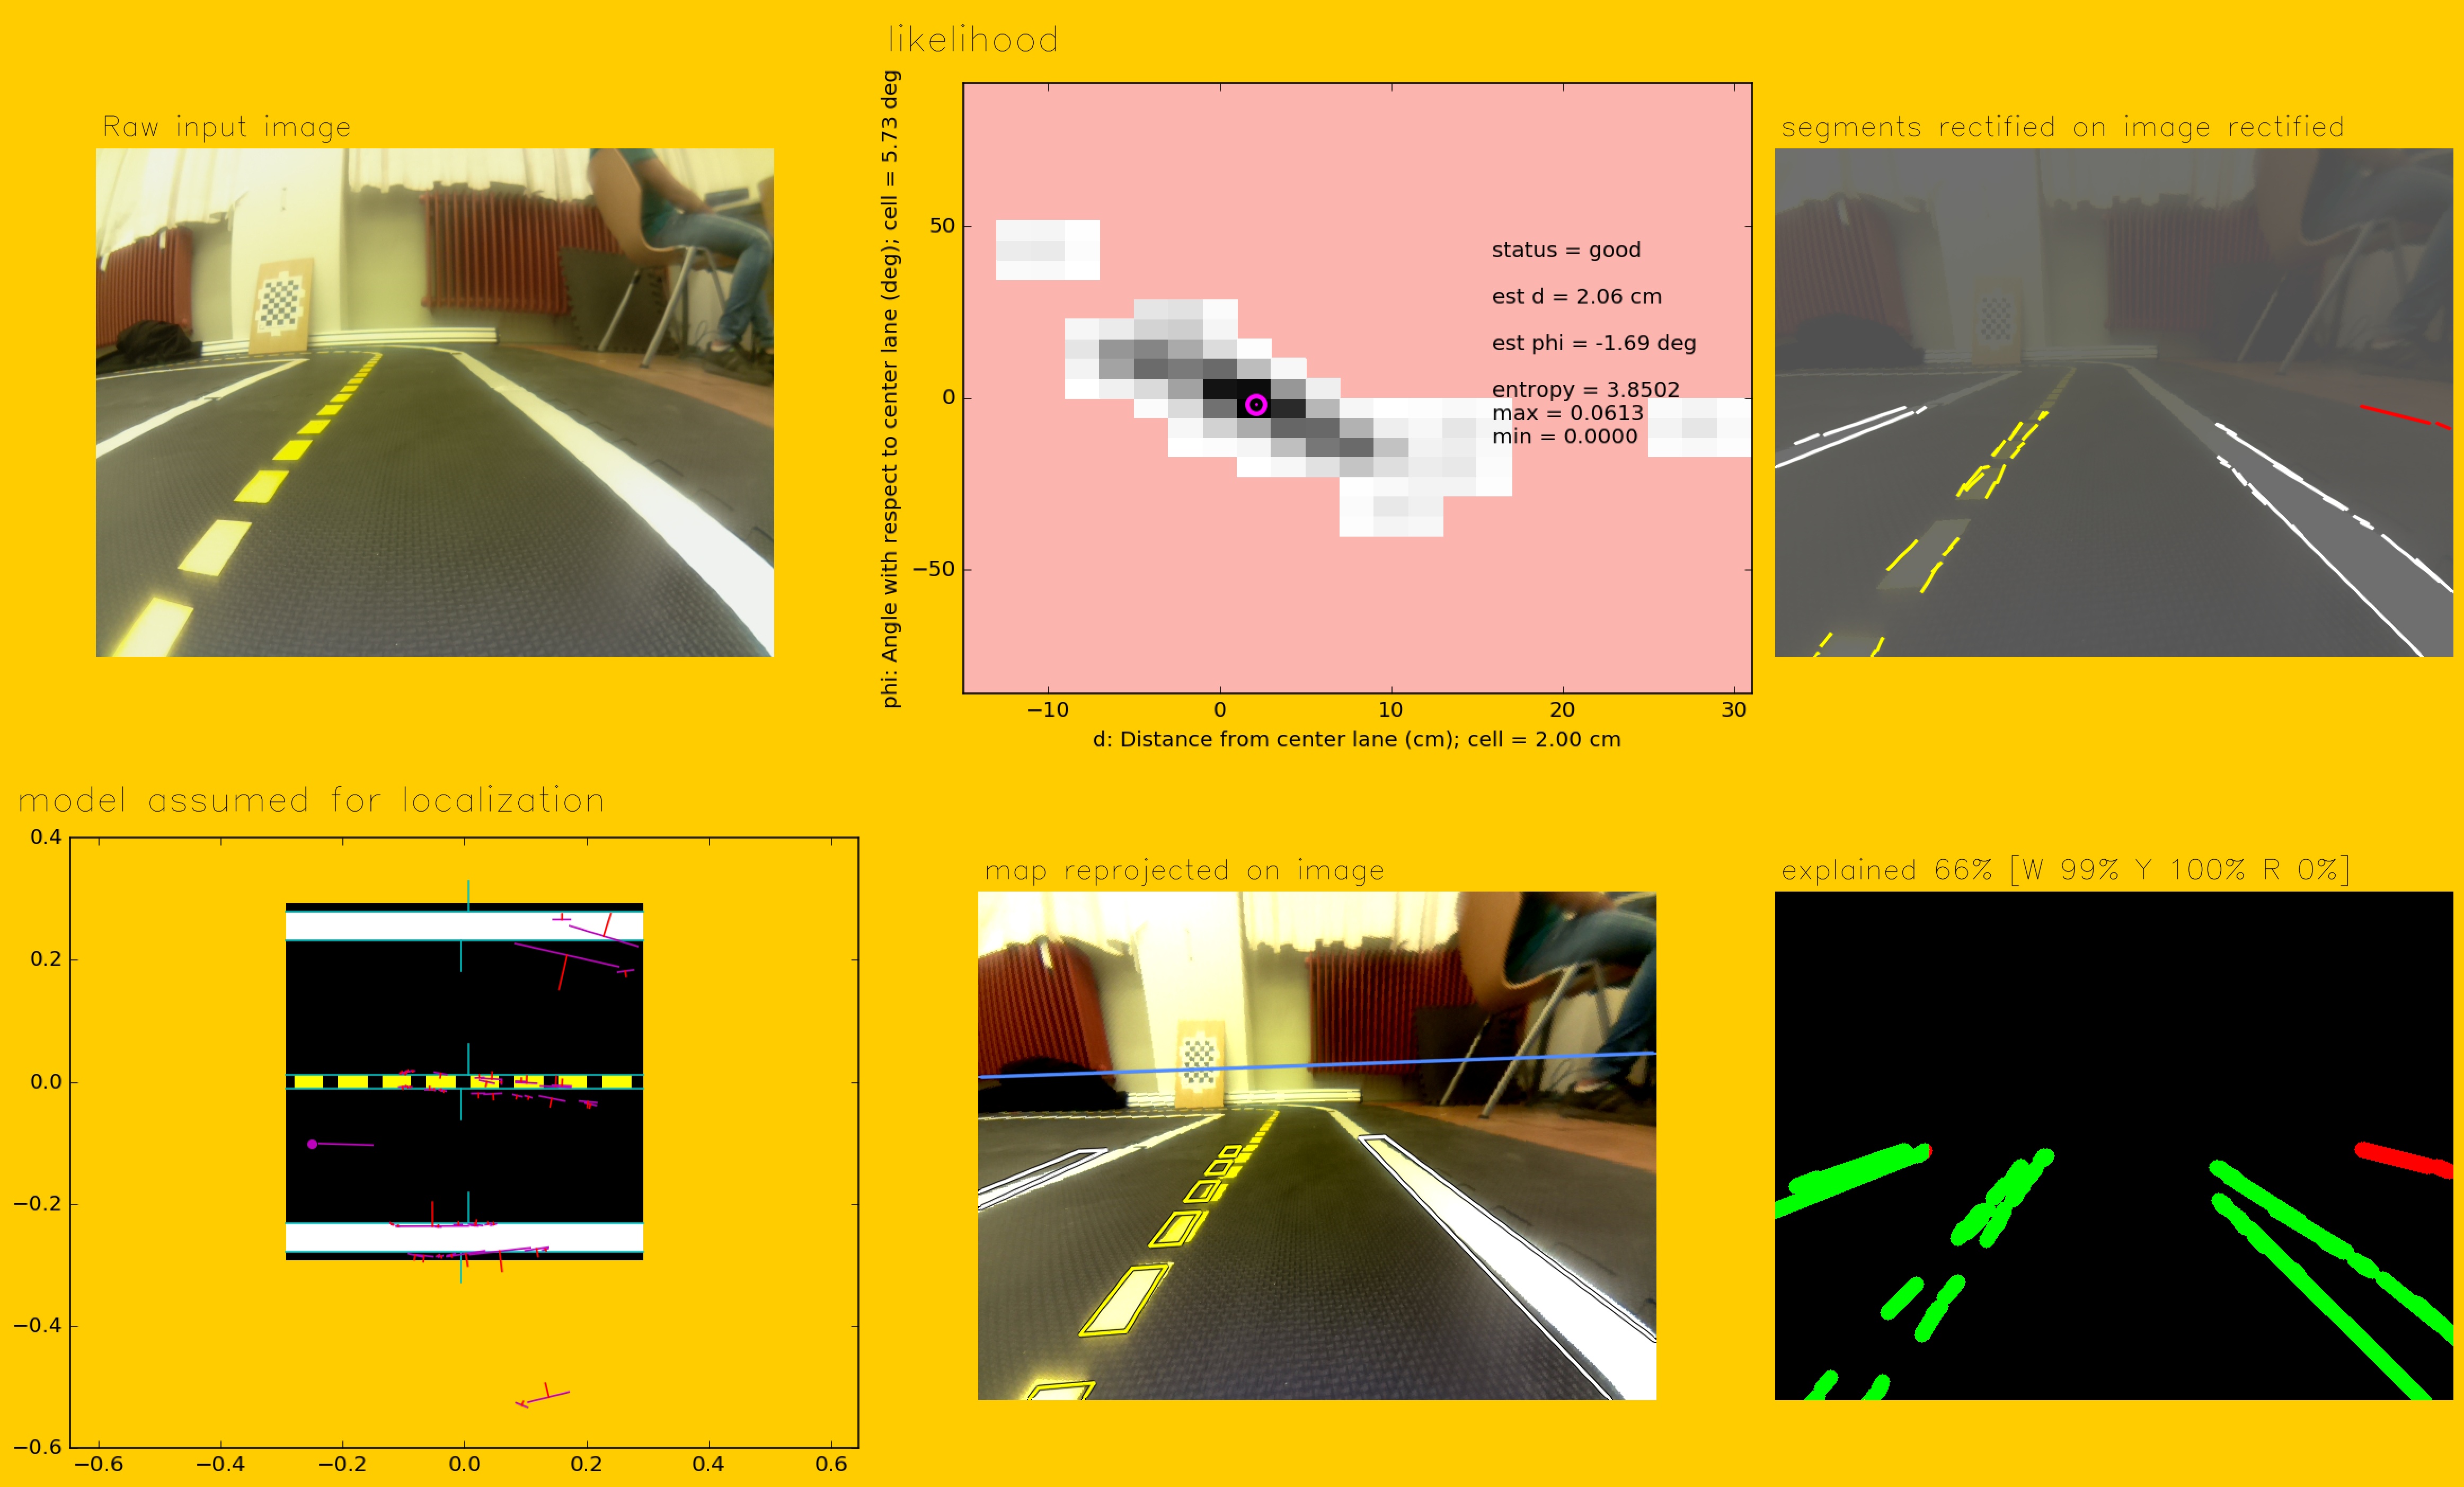 likelihood
Raw input image
segments rectified on image rectified
phi: Angle with respect to center lane (deg); cell = 5.73 deg
50
0
−50
status = good
est d = 2.06 cm
est phi = -1.69 deg
entropy = 3.8502
max = 0.0613
min = 0.0000
−10 0 10 20 30
d: Distance from center lane (cm); cell = 2.00 cm
model assumed for localization
0.4
0.2
0.0
−0.2
−0.4
−0.6
−0.6 −0.4 −0.2 0.0 0.2 0.4 0.6
map reprojected on image
explained 66% [W 99% Y 100% R 0%]